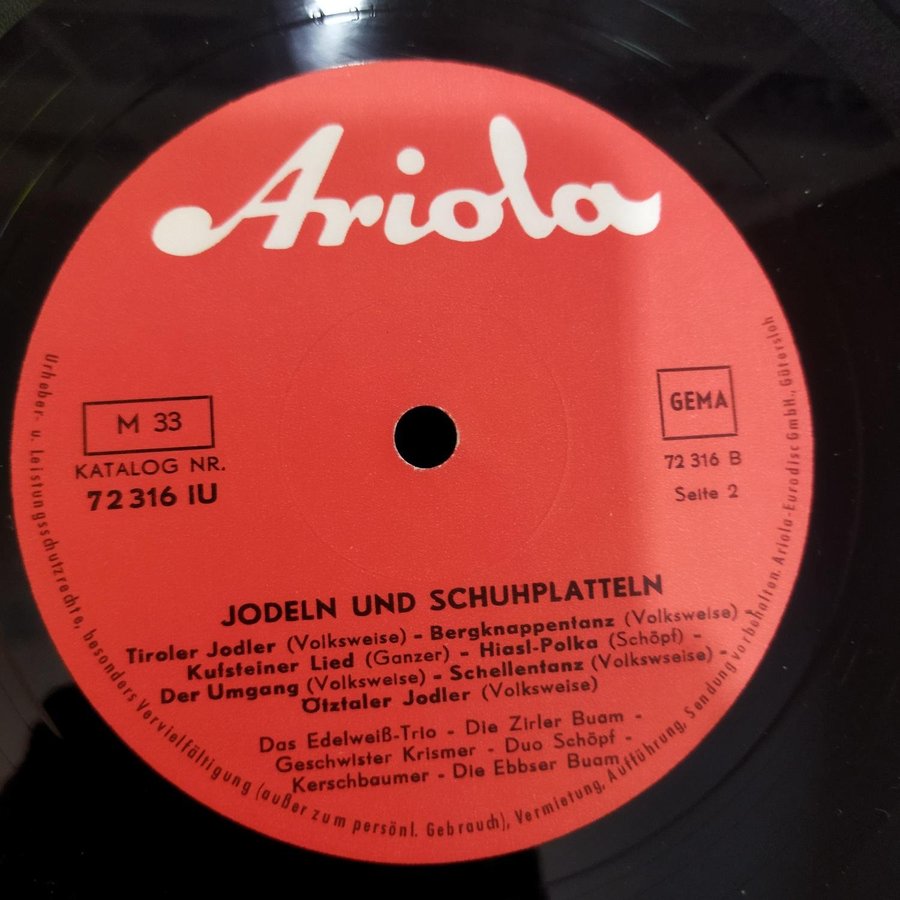 Ariola
M 33
KATALOG NR.
72 316 IU
GEMA
72 316 B
Seite 2
JODELN UND SCHUHPLATTELN
Tiroler Jodler (Volksweise) - Bergknappentanz (Volksweise) -
Kufsteiner Lied (Ganzer) - Hiasl-Polka (Schöpf) -
Der Umgang (Volksweise) - Schellentanz (Volkswseise) -
Ötztaler Jodler (Volksweise)
Das Edelweiß-Trio - Die Zirler Buam -
Geschwister Krismer - Duo Schöpf -
Kerschbaumer - Die Ebbser Buam
Urheber- u. Leistungsschutzrechte, besonders Vervielfältigung (außer zum persönl. Gebrauch), Vermietung, Aufführung, Sendung vorbehalten. Ariola-Eurodisc GmbH., Gütersloh